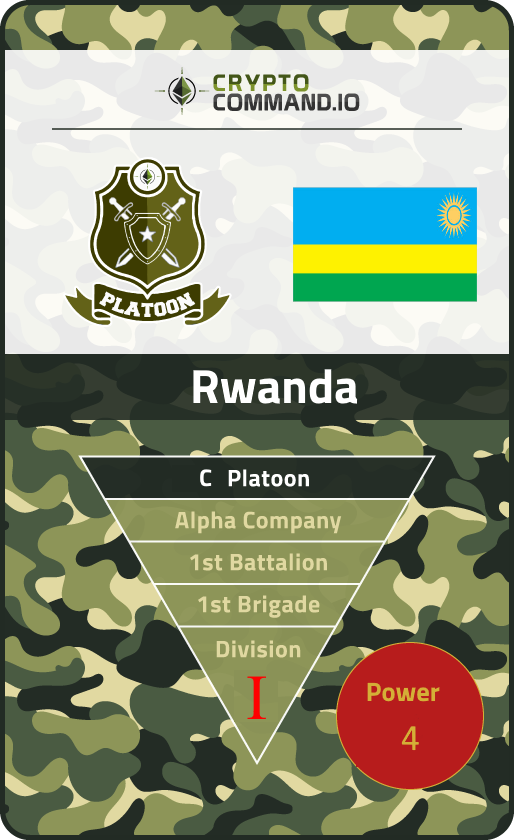 CRYPTO
COMMAND.IO
PLATOON
Rwanda
C Platoon
Alpha Company
1st Battalion
1st Brigade
Division
I
Power
4